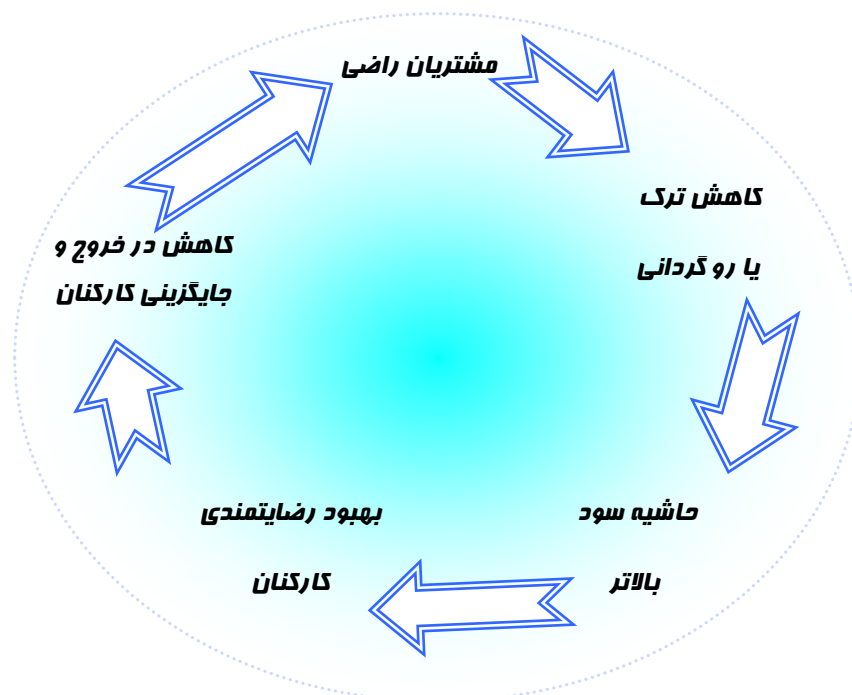 مشتریان راضی
کاهش ترک
یا رو گردانی
حاشیه سود
بالاتر
بهبود رضایتمندی
کارکنان
کاهش در خروج و
جایگزینی کارکنان